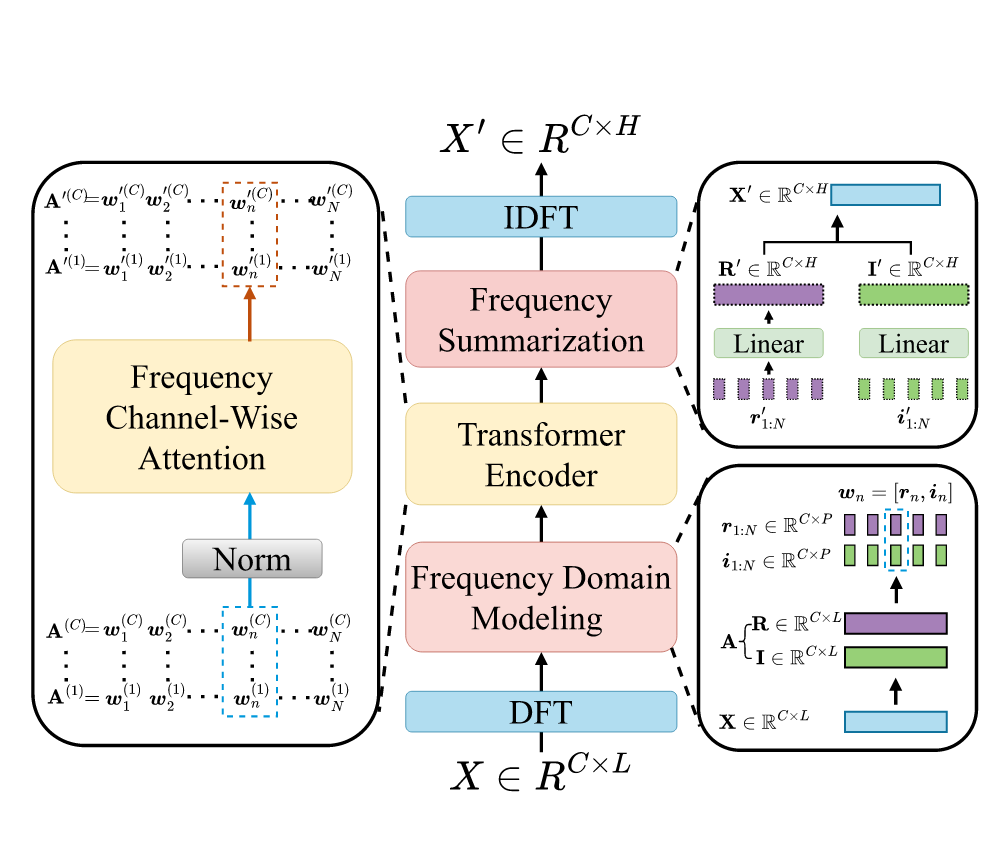 X′ ∈ R^{C×H}
IDFT
Frequency
Summarization
Transformer
Encoder
Frequency Domain
Modeling
DFT
X ∈ R^{C×L}
A′^{(C)}=w′_1^{(C)} w′_2^{(C)} ⋯ w′_n^{(C)} ⋯ w′_N^{(C)}
A′^{(1)}=w′_1^{(1)} w′_2^{(1)} ⋯ w′_n^{(1)} ⋯ w′_N^{(1)}
Frequency
Channel-Wise
Attention
Norm
A^{(C)}=w_1^{(C)} w_2^{(C)} ⋯ w_n^{(C)} ⋯ w_N^{(C)}
A^{(1)}=w_1^{(1)} w_2^{(1)} ⋯ w_n^{(1)} ⋯ w_N^{(1)}
X′ ∈ ℝ^{C×H}
R′ ∈ ℝ^{C×H} I′ ∈ ℝ^{C×H}
Linear Linear
r′_{1:N} i′_{1:N}
w_n = [r_n, i_n]
r_{1:N} ∈ ℝ^{C×P}
i_{1:N} ∈ ℝ^{C×P}
R ∈ ℝ^{C×L}
A{
I ∈ ℝ^{C×L}
X ∈ ℝ^{C×L}